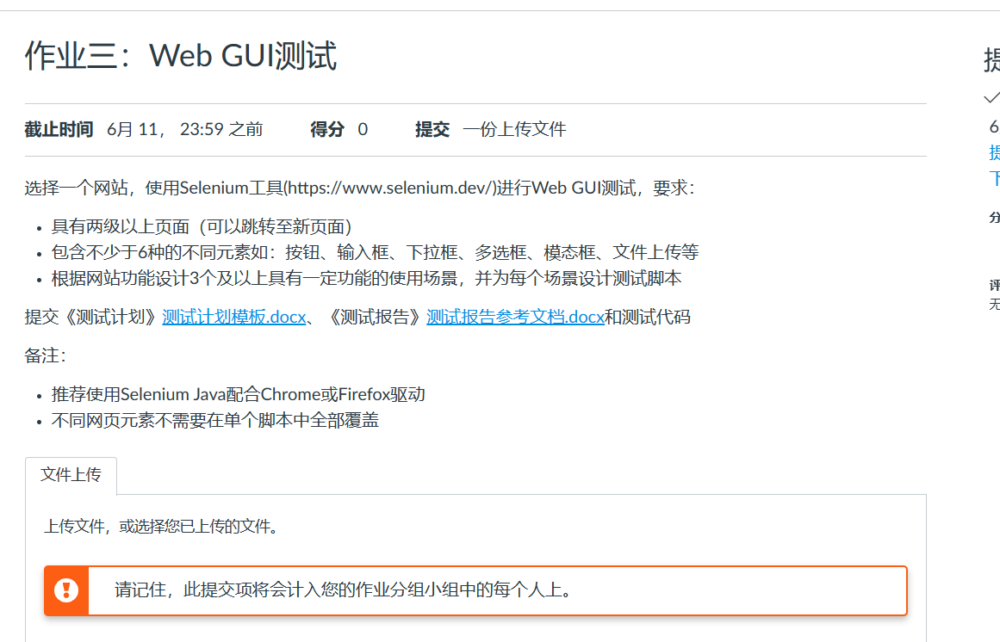 作业三：Web GUI测试
截止时间 6月 11， 23:59 之前 得分 0 提交 一份上传文件
选择一个网站，使用Selenium工具(https://www.selenium.dev/)进行Web GUI测试，要求：
• 具有两级以上页面（可以跳转至新页面）
• 包含不少于6种的不同元素如：按钮、输入框、下拉框、多选框、模态框、文件上传等
• 根据网站功能设计3个及以上具有一定功能的使用场景，并为每个场景设计测试脚本
提交《测试计划》测试计划模板.docx、《测试报告》测试报告参考文档.docx和测试代码
备注：
• 推荐使用Selenium Java配合Chrome或Firefox驱动
• 不同网页元素不需要在单个脚本中全部覆盖
文件上传
上传文件，或选择您已上传的文件。
请记住，此提交项将会计入您的作业分组小组中的每个人上。
6